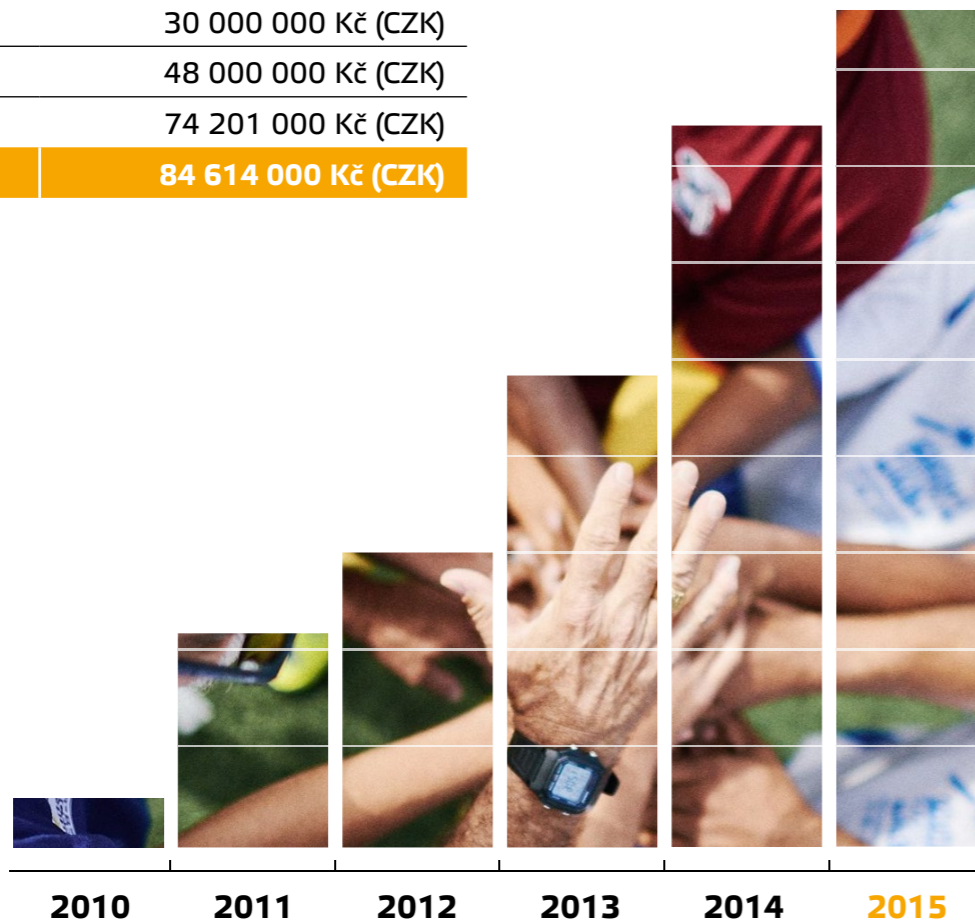 30 000 000 Kč (CZK)
48 000 000 Kč (CZK)
74 201 000 Kč (CZK)
84 614 000 Kč (CZK)
2010 2011 2012 2013 2014 2015